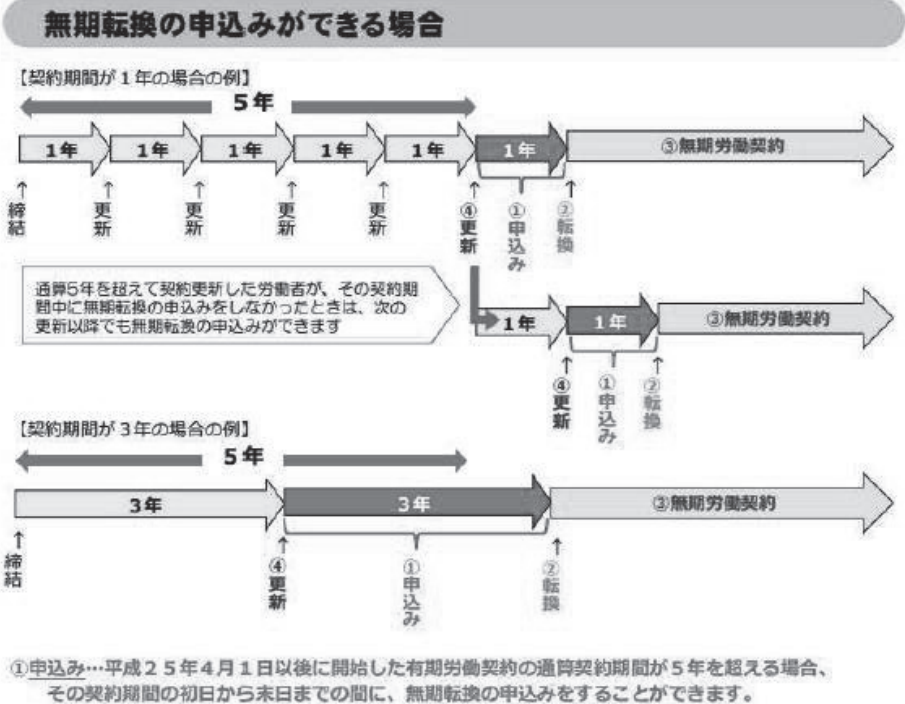 無期転換の申込みができる場合
【契約期間が1年の場合の例】
5年
1年 1年 1年 1年 1年 1年 ③無期労働契約
↑締結 ↑更新 ↑更新 ↑更新 ↑更新 ↑④更新 ①申込み ↑②転換
通算5年を超えて契約更新した労働者が、その契約期
間中に無期転換の申込みをしなかったときは、次の
更新以降でも無期転換の申込みができます
1年 1年 ③無期労働契約
↑④更新 ①申込み ↑②転換
【契約期間が3年の場合の例】
5年
3年 3年 ③無期労働契約
↑締結 ↑④更新 ①申込み ↑②転換
①申込み…平成25年4月1日以後に開始した有期労働契約の通算契約期間が5年を超える場合、
その契約期間の初日から末日までの間に、無期転換の申込みをすることができます。